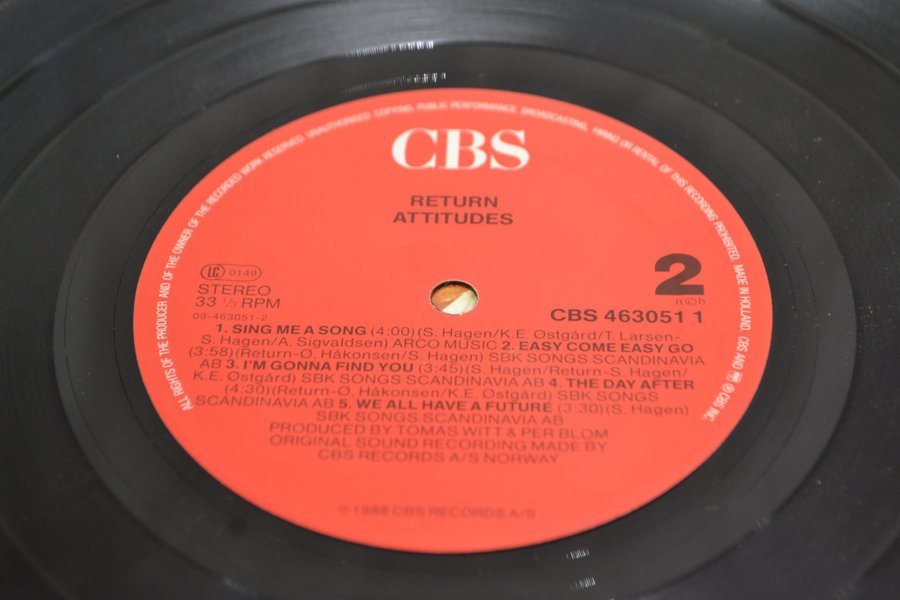 ALL RIGHTS OF THE PRODUCER AND OF THE OWNER OF THE RECORDED WORK RESERVED. UNAUTHORISED COPYING, PUBLIC PERFORMANCE, BROADCASTING, HIRING OR RENTAL OF THIS RECORDING PROHIBITED. MADE IN HOLLAND. CBS AND ℗ CBS INC
CBS
RETURN
ATTITUDES
LC 0149
STEREO
33 ⅓ RPM
09-463051-2
2
n©b
CBS 463051 1
1. SING ME A SONG (4:00)(S. Hagen/K.E. Østgård/T. Larsen-
S. Hagen/A. Sigvaldsen) ARCO MUSIC 2. EASY COME EASY GO
(3:58)(Return-Ø. Håkonsen/S. Hagen) SBK SONGS SCANDINAVIA
AB 3. I'M GONNA FIND YOU (3:45)(S. Hagen/Return-S. Hagen/
K.E. Østgård) SBK SONGS SCANDINAVIA AB 4. THE DAY AFTER
(4:30)(Return-Ø. Håkonsen/K.E. Østgård) SBK SONGS
SCANDINAVIA AB 5. WE ALL HAVE A FUTURE (3:30)(S. Hagen)
SBK SONGS SCANDINAVIA AB
PRODUCED BY TOMAS WITT & PER BLOM
ORIGINAL SOUND RECORDING MADE BY
CBS RECORDS A/S NORWAY
℗ 1988 CBS RECORDS A/S